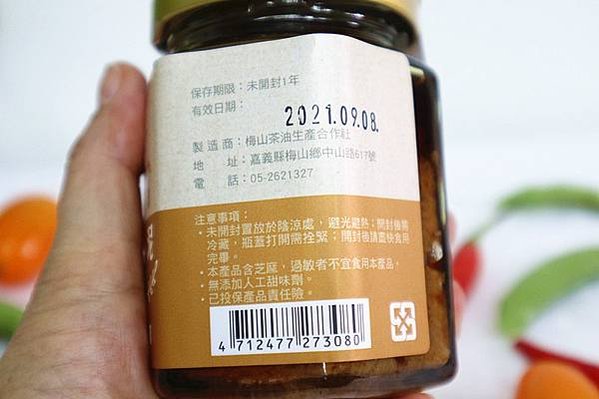 保存期限：未開封1年
有效日期：
2021.09.08.
製造商：梅山茶油生產合作社
地　　址：嘉義縣梅山鄉中山路617號
電　　話：05-2621327
注意事項：
•未開封置放於陰涼處，避光避熱；開封後需
冷藏，瓶蓋打開需拴緊；開封後請盡快食用
完畢。
•本產品含芝麻，過敏者不宜食用本產品。
•無添加人工甜味劑。
•已投保產品責任險。
4 712477 273080